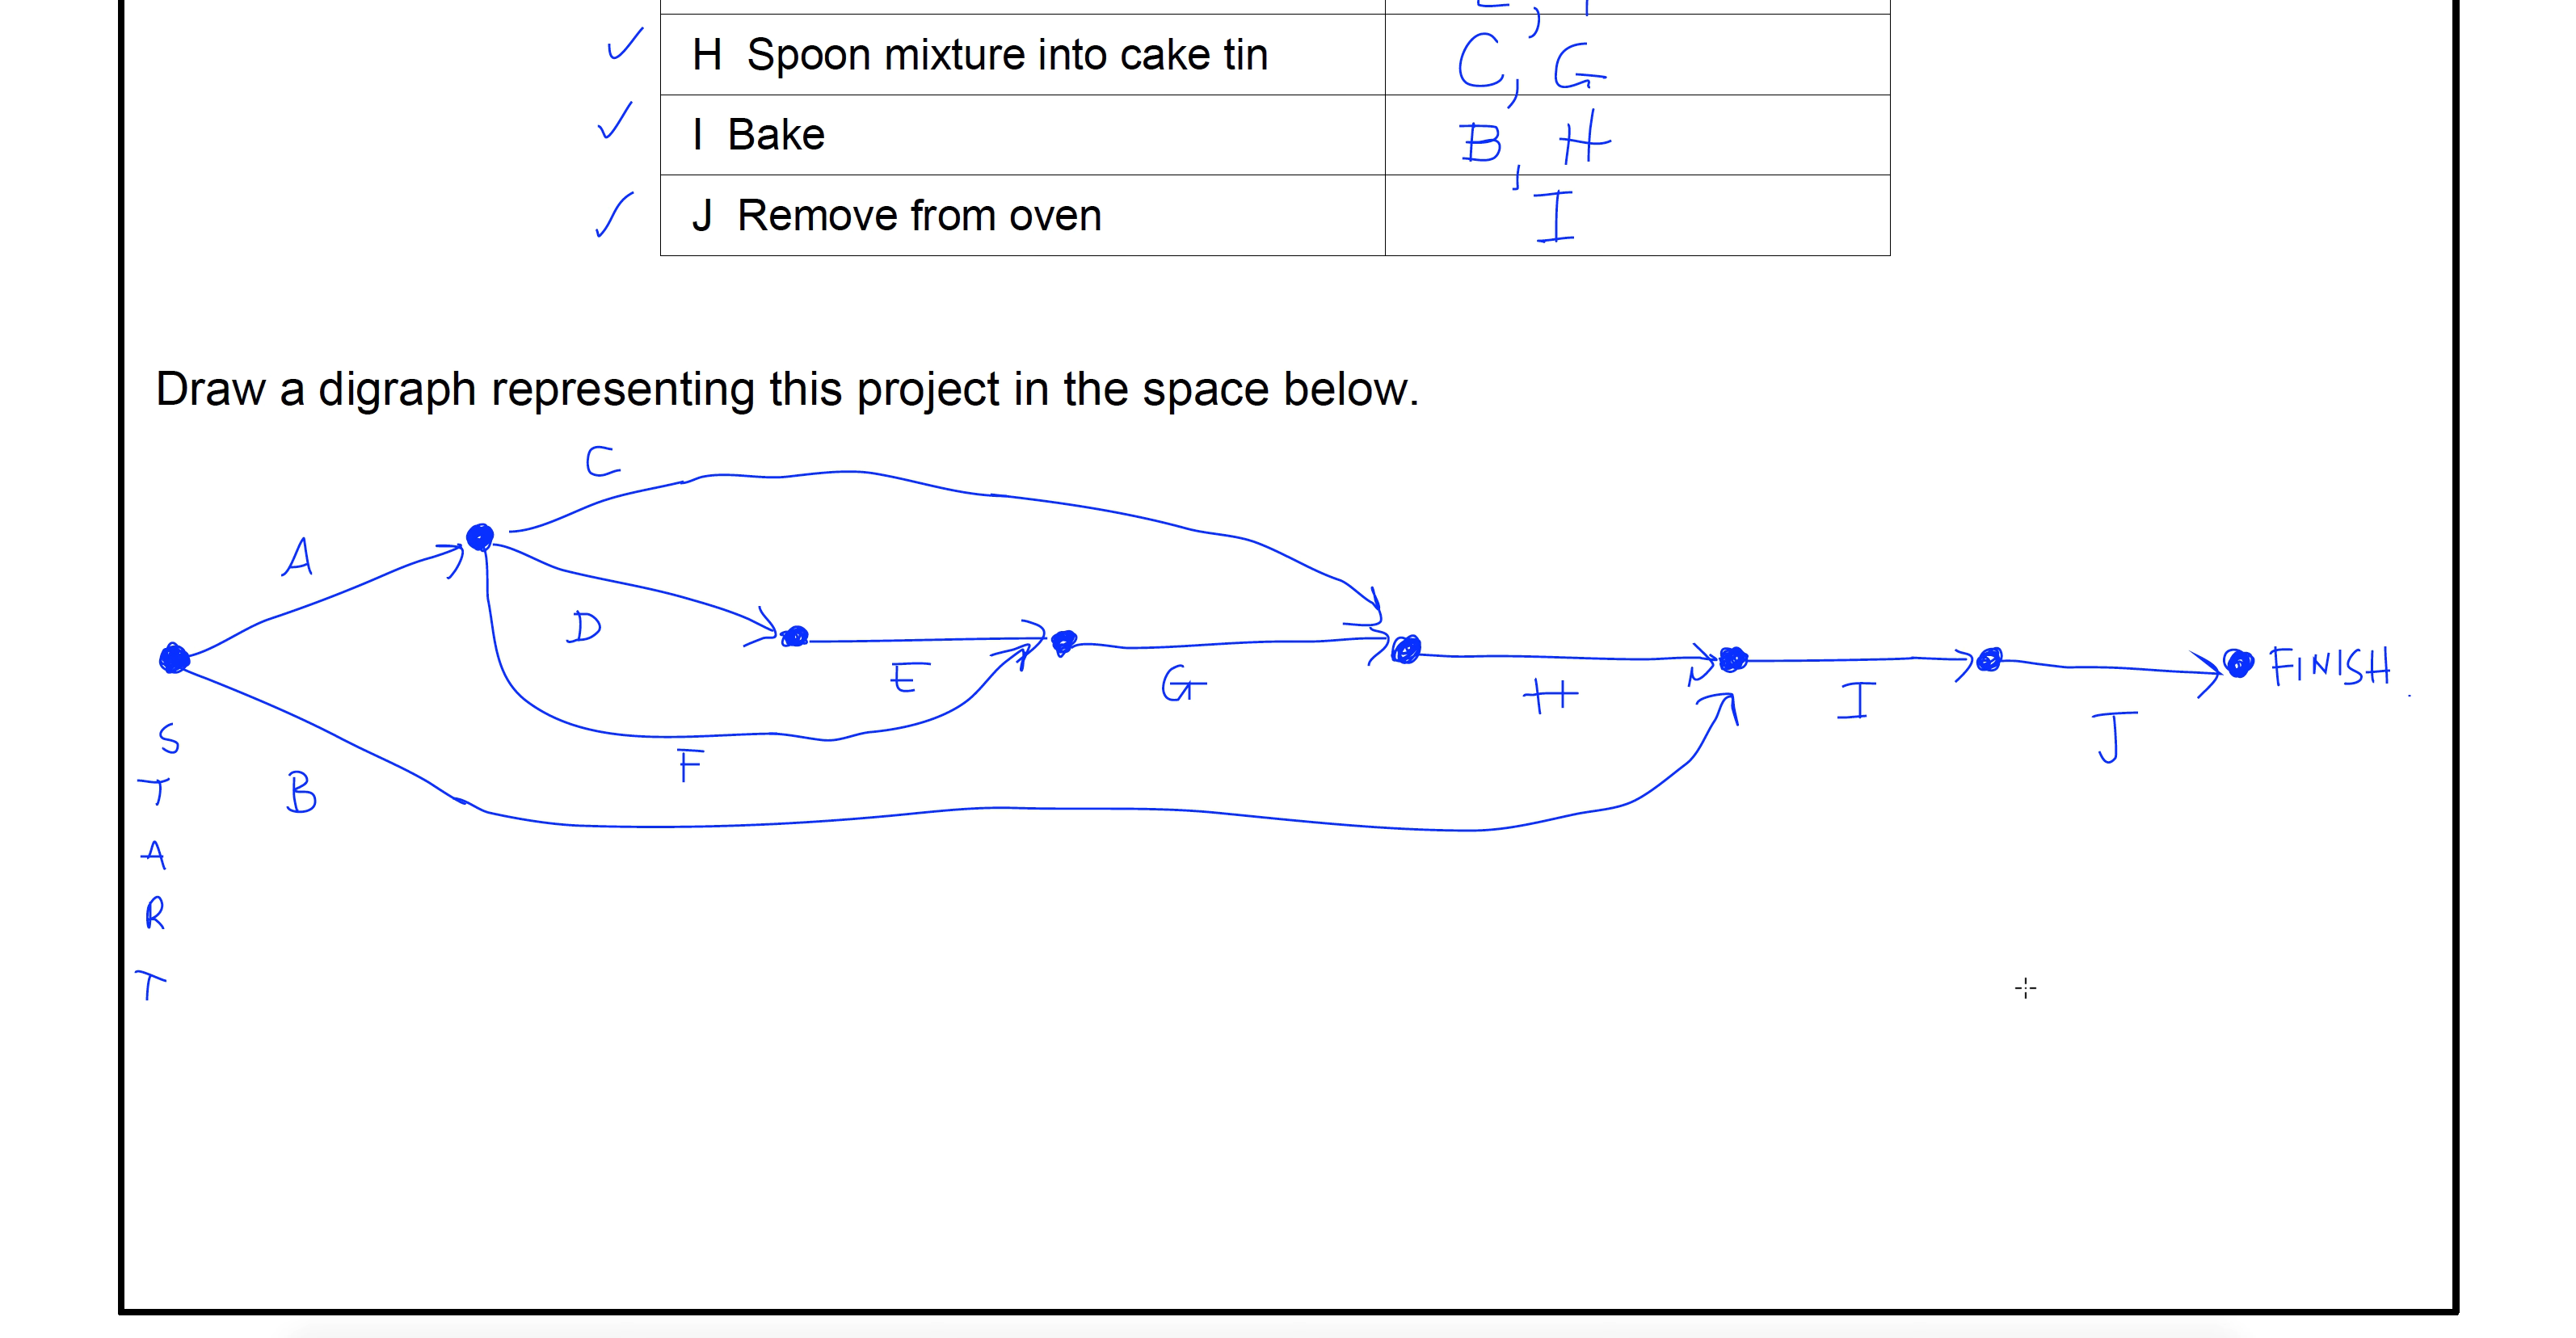 H Spoon mixture into cake tin C, G
I Bake B, H
J Remove from oven I
Draw a digraph representing this project in the space below.
C
A
D
E
G
H
I
J
FINISH
F
B
START